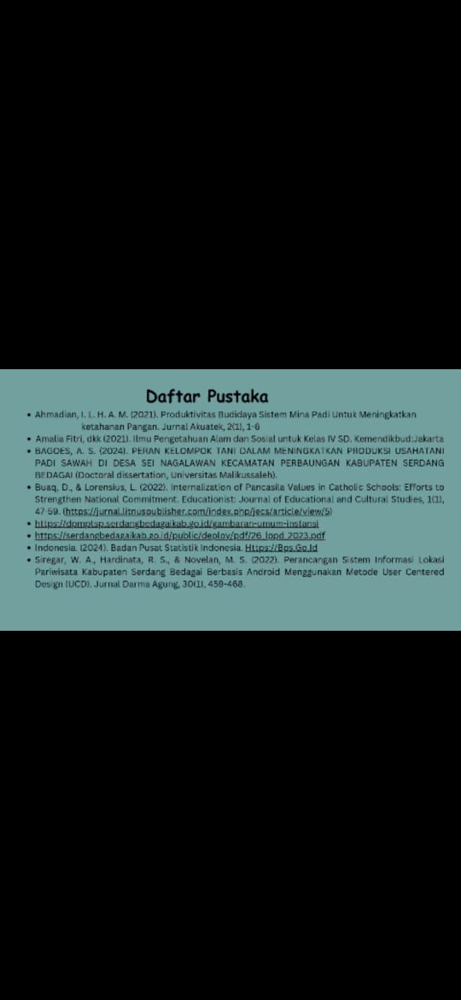 Daftar Pustaka
• Ahmadian, I. L. H. A. M. (2021). Produktivitas Budidaya Sistem Mina Padi Untuk Meningkatkan
ketahanan Pangan. Jurnal Akuatek, 2(1), 1-6
• Amalia Fitri, dkk (2021). Ilmu Pengetahuan Alam dan Sosial untuk Kelas IV SD. Kemendikbud:Jakarta
• BAGOES, A. S. (2024). PERAN KELOMPOK TANI DALAM MENINGKATKAN PRODUKSI USAHATANI
PADI SAWAH DI DESA SEI NAGALAWAN KECAMATAN PERBAUNGAN KABUPATEN SERDANG
BEDAGAI (Doctoral dissertation, Universitas Malikussaleh).
• Buaq, D., & Lorensius, L. (2022). Internalization of Pancasila Values in Catholic Schools: Efforts to
Strengthen National Commitment. Educationist: Journal of Educational and Cultural Studies, 1(1),
47-59. (https://jurnal.litnuspublisher.com/index.php/jecs/article/view/5)
• https://dpmptsp.serdangbedagaikab.go.id/gambaran-umum-instansi
• https://serdangbedagaikab.go.id/public/deploy/pdf/26_lppd_2023.pdf
• Indonesia. (2024). Badan Pusat Statistik Indonesia. Https://Bps.Go.Id
• Siregar, W. A., Hardinata, R. S., & Novelan, M. S. (2022). Perancangan Sistem Informasi Lokasi
Pariwisata Kabupaten Serdang Bedagai Berbasis Android Menggunakan Metode User Centered
Design (UCD). Jurnal Darma Agung, 30(1), 459-468.